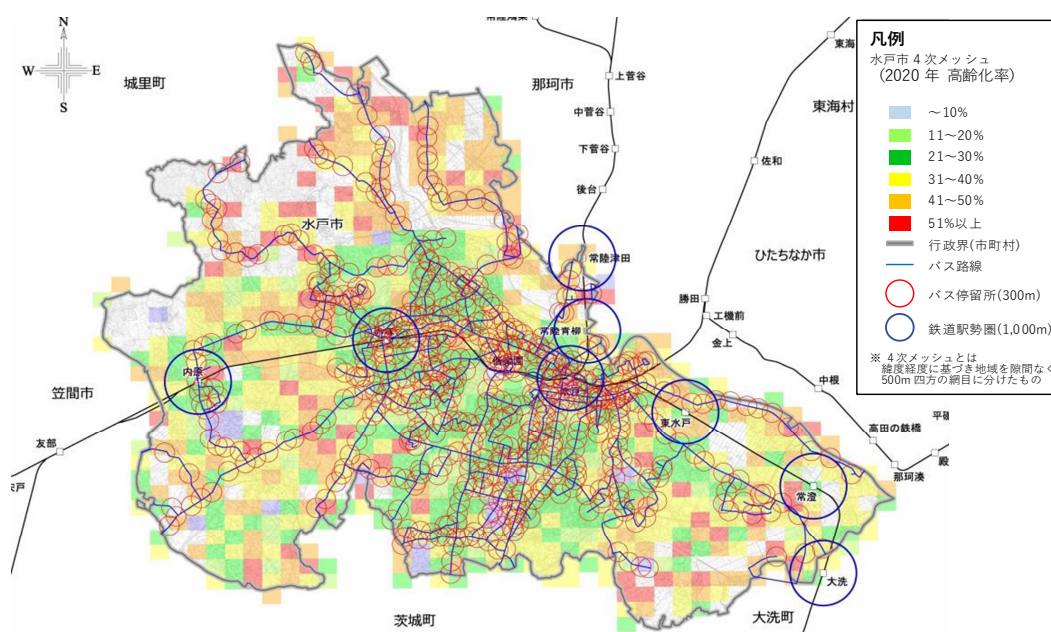 N
W
E
S
常陸鴻巣
城里町
那珂市
上菅谷
中菅谷
下菅谷
後台
東海
東海村
佐和
水戸市
常陸津田
ひたちなか市
勝田
工機前
金上
常陸青柳
赤塚
偕楽園
水戸
内原
笠間市
友部
東水戸
中根
高田の鉄橋
平磯
那珂湊
殿
常澄
大洗
茨城町
大洗町
凡例
水戸市 4 次メッシュ
(2020 年 高齢化率)
～10%
11～20%
21～30%
31～40%
41～50%
51%以上
行政界(市町村)
バス路線
バス停留所(300m)
鉄道駅勢圏(1,000m)
※ 4 次メッシュとは
緯度経度に基づき地域を隙間なく
500m 四方の網目に分けたもの